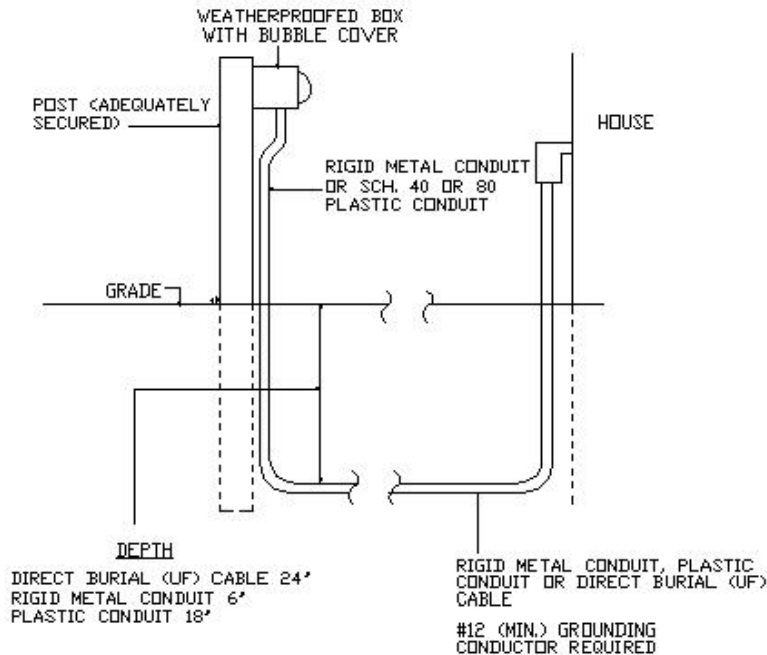 WEATHERPROOFED BOX
WITH BUBBLE COVER
POST (ADEQUATELY
SECURED)
HOUSE
RIGID METAL CONDUIT
OR SCH. 40 OR 80
PLASTIC CONDUIT
GRADE
DEPTH
DIRECT BURIAL (UF) CABLE 24"
RIGID METAL CONDUIT 6"
PLASTIC CONDUIT 18"
RIGID METAL CONDUIT, PLASTIC
CONDUIT OR DIRECT BURIAL (UF)
CABLE
#12 (MIN.) GROUNDING
CONDUCTOR REQUIRED